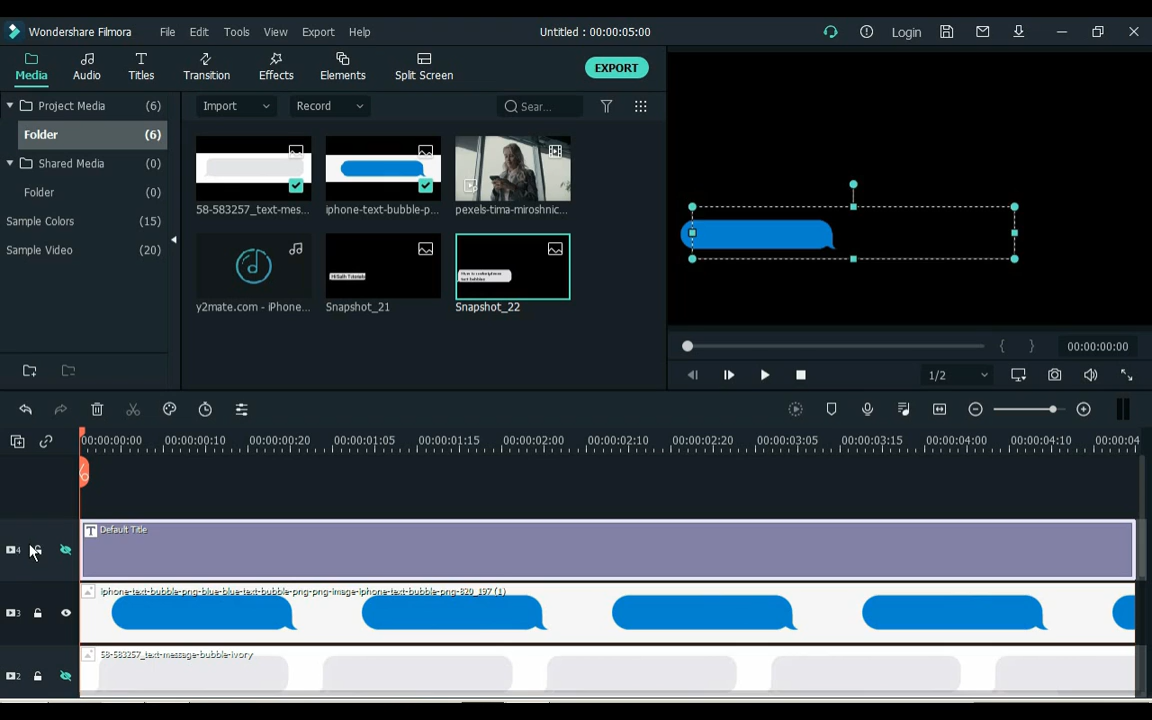 Wondershare Filmora
File Edit Tools View Export Help
Untitled : 00:00:05:00
Login
Media Audio Titles Transition Effects Elements Split Screen
EXPORT
Project Media (6)
Folder (6)
Shared Media (0)
Folder (0)
Sample Colors (15)
Sample Video (20)
Import Record Sear...
58-583257_text-mes... iphone-text-bubble-p... pexels-tima-miroshnic...
y2mate.com - iPhone... Snapshot_21 Snapshot_22
00:00:00:00
1/2
00:00:00:00 00:00:00:10 00:00:00:20 00:00:01:05 00:00:01:15 00:00:02:00 00:00:02:10 00:00:02:20 00:00:03:05 00:00:03:15 00:00:04:00 00:00:04:10 00:00:04
4 T Default Title
3 iphone-text-bubble-png-blue-blue-text-bubble-png-png-image-iphone-text-bubble-png-820_197 (1)
2 58-583257_text-message-bubble-ivory